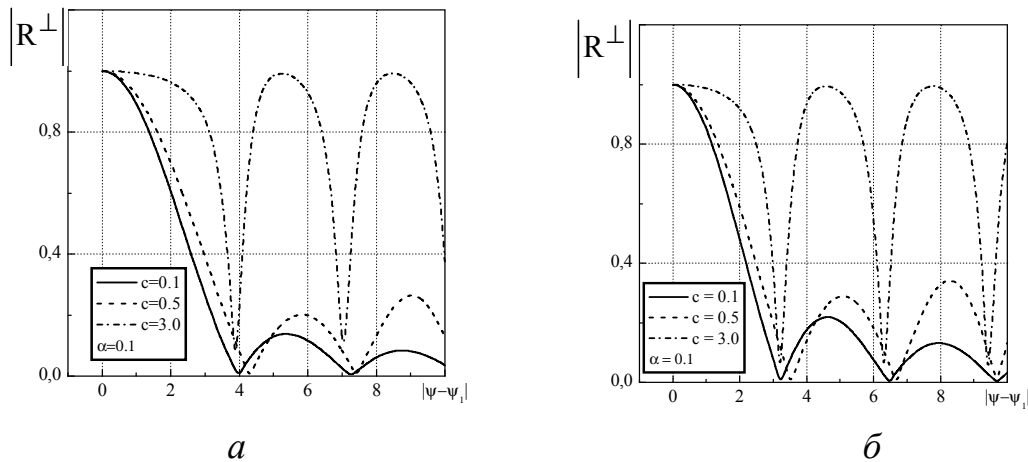 |R⊥|
0,8
0,4
0,0
c=0.1
c=0.5
c=3.0
α=0.1
0 2 4 6 8 |ψ−ψ₁|
а
|R⊥|
0,8
0,4
0,0
c = 0.1
c = 0.5
c = 3.0
α = 0.1
0 2 4 6 8 |ψ−ψ₁|
б